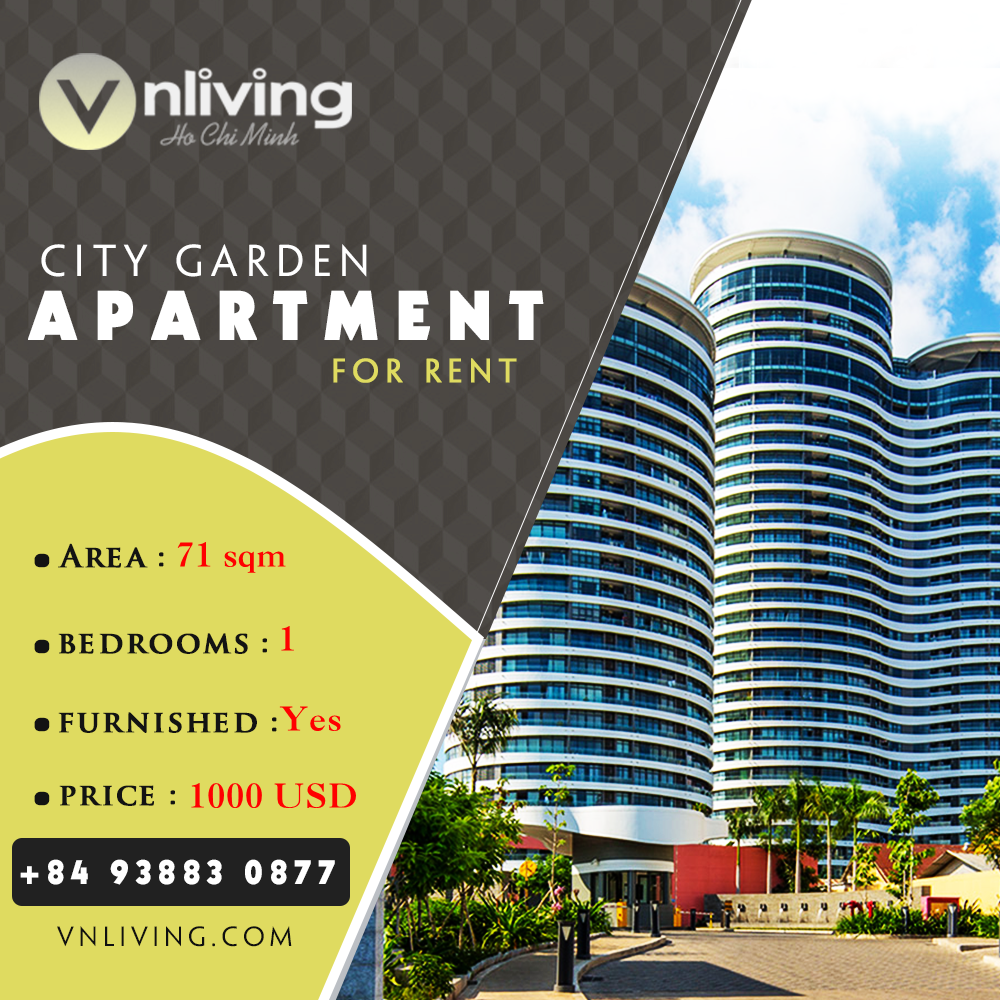 Vnliving
Ho Chi Minh
CITY GARDEN
APARTMENT
FOR RENT
• AREA : 71 sqm
• BEDROOMS : 1
• FURNISHED :Yes
• PRICE : 1000 USD
+84 93883 0877
VNLIVING.COM